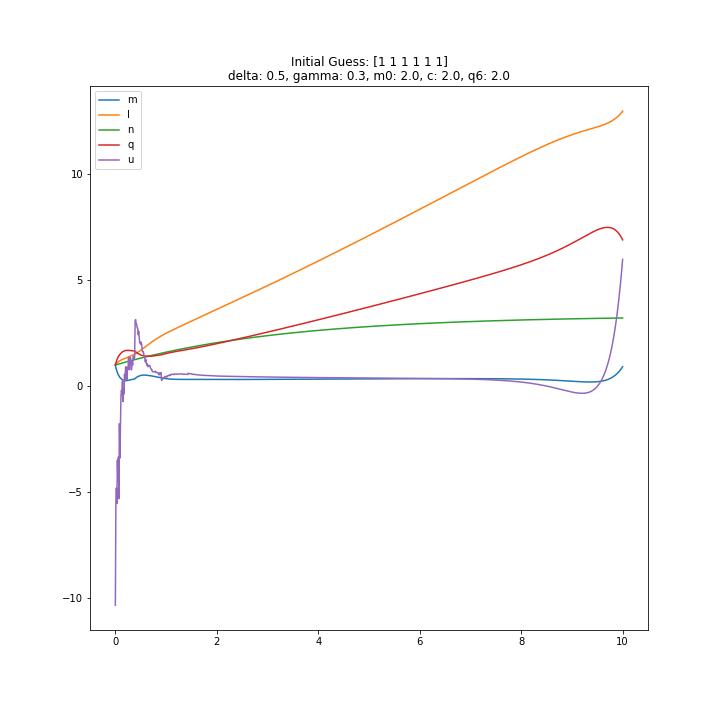 Initial Guess: [1 1 1 1 1 1]
delta: 0.5, gamma: 0.3, m0: 2.0, c: 2.0, q6: 2.0
m
l
n
q
u
10
5
0
−5
−10
0 2 4 6 8 10